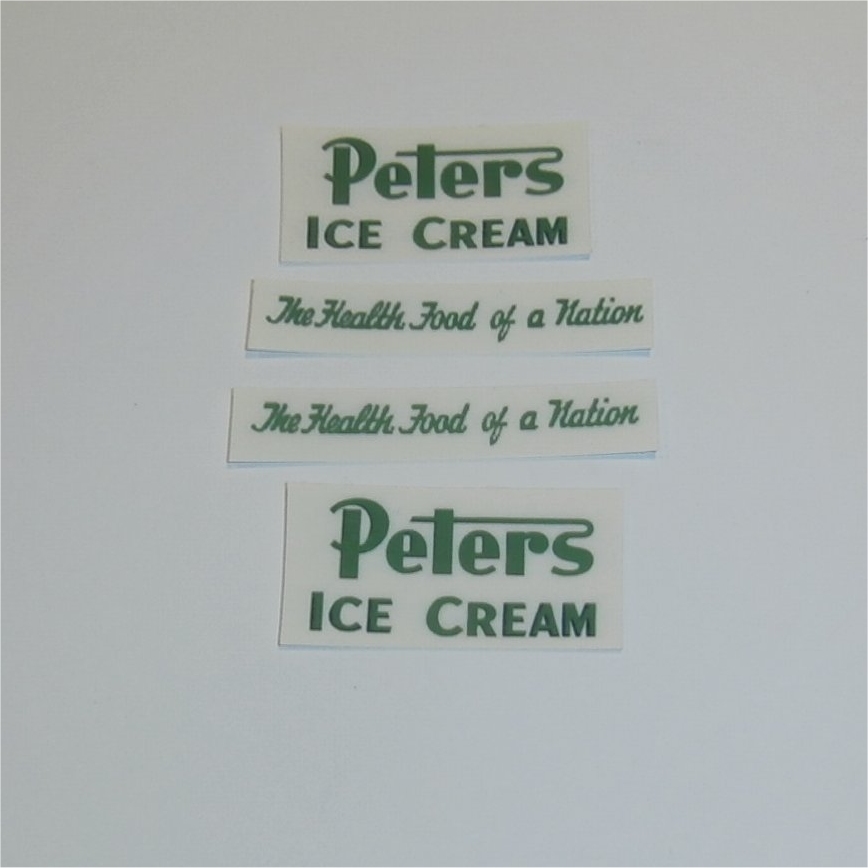 Peters
ICE CREAM
The Health Food of a Nation
The Health Food of a Nation
Peters
ICE CREAM